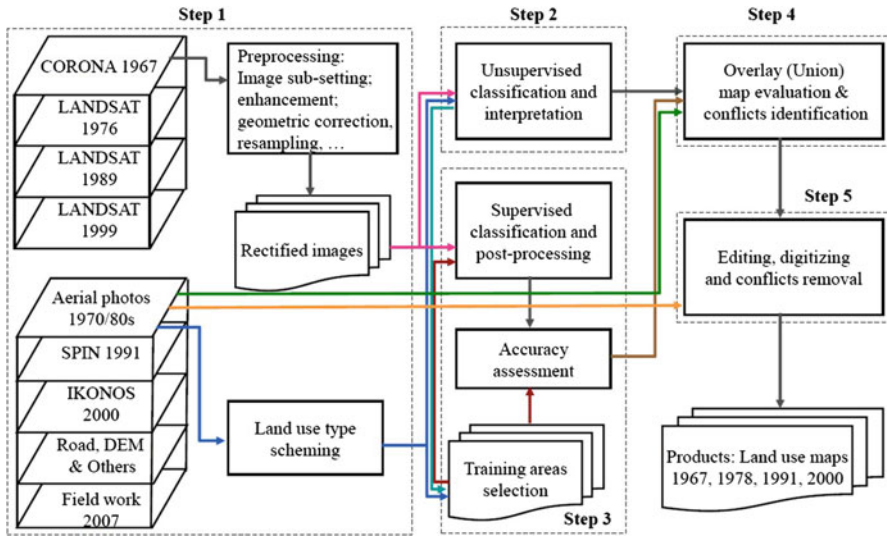 Step 1
CORONA 1967
LANDSAT
1976
LANDSAT
1989
LANDSAT
1999
Preprocessing:
Image sub-setting;
enhancement;
geometric correction,
resampling, …
Rectified images
Aerial photos
1970/80s
SPIN 1991
IKONOS
2000
Road, DEM
& Others
Field work
2007
Land use type
scheming
Step 2
Unsupervised
classification and
interpretation
Supervised
classification and
post-processing
Accuracy
assessment
Training areas
selection
Step 3
Step 4
Overlay (Union)
map evaluation &
conflicts identification
Step 5
Editing, digitizing
and conflicts removal
Products: Land use maps
1967, 1978, 1991, 2000